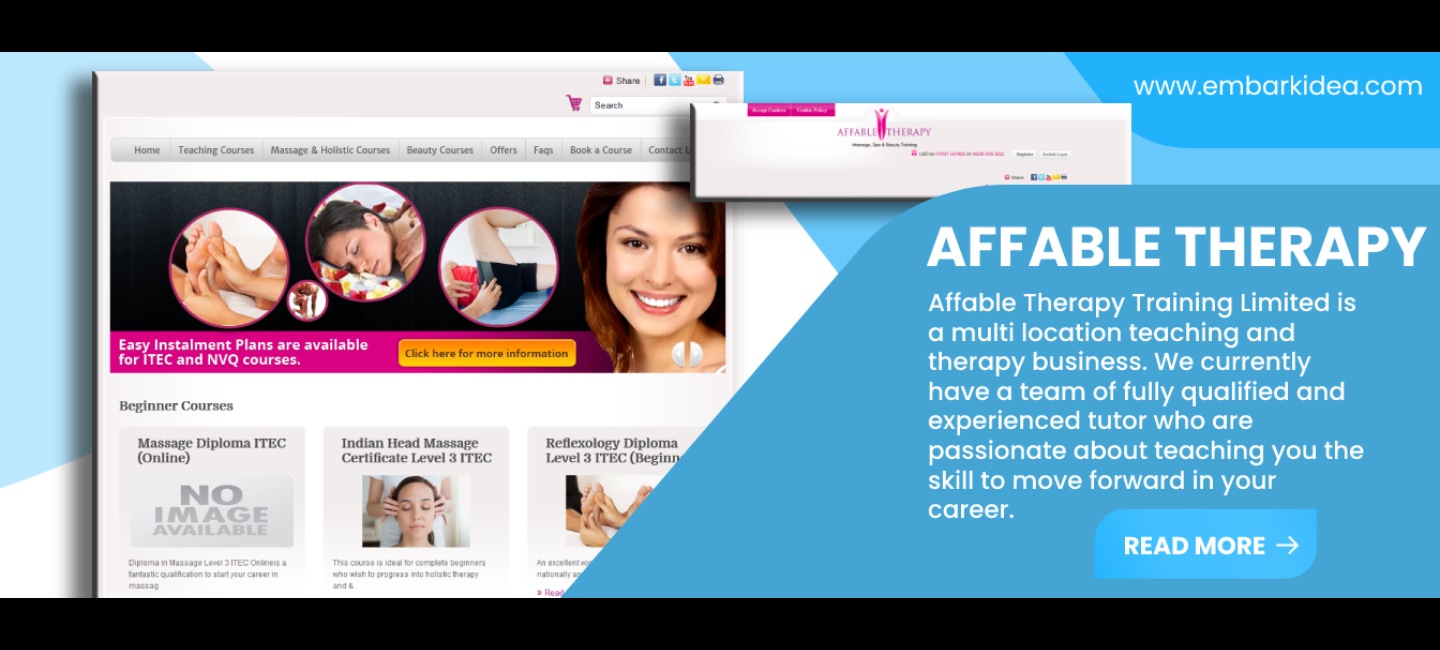 www.embarkidea.com
Share
Search
Home Teaching Courses Massage & Holistic Courses Beauty Courses Offers Faqs Book a Course Contact
Accept Cookies Cookie Policy
AFFABLE THERAPY
Massage, Spa & Beauty Training
Register
Share
Easy Instalment Plans are available
for ITEC and NVQ courses.
Click here for more information
Beginner Courses
Massage Diploma ITEC
(Online)
NO
IMAGE
AVAILABLE
Diploma in Massage Level 3 ITEC Onlineis a
fantastic qualification to start your career in
massag
Indian Head Massage
Certificate Level 3 ITEC
This course is ideal for complete beginners
who wish to progress into holistic therapy
and &
Reflexology Diploma
Level 3 ITEC (Beginn
An excellent vo
nationally
» Read
AFFABLE THERAPY
Affable Therapy Training Limited is
a multi location teaching and
therapy business. We currently
have a team of fully qualified and
experienced tutor who are
passionate about teaching you the
skill to move forward in your
career.
READ MORE →